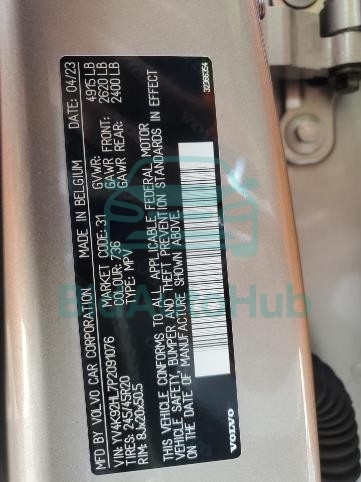 MFD BY VOLVO CAR CORPORATION. MADE IN BELGIUM DATE: 04/23
VIN: YV4K92HL7P2091076 MARKET CODE: 31 GVWR: 4915 LB
TIRES: 245/45R20 COLOUR: 736 GAWR FRONT: 2620 LB
RIM: 8Jx20x50.5 TYPE: MPV GAWR REAR: 2400 LB
THIS VEHICLE CONFORMS TO ALL APPLICABLE FEDERAL MOTOR
VEHICLE SAFETY, BUMPER AND THEFT PREVENTION STANDARDS IN EFFECT
ON THE DATE OF MANUFACTURE SHOWN ABOVE.
VOLVO
BidAutoHub